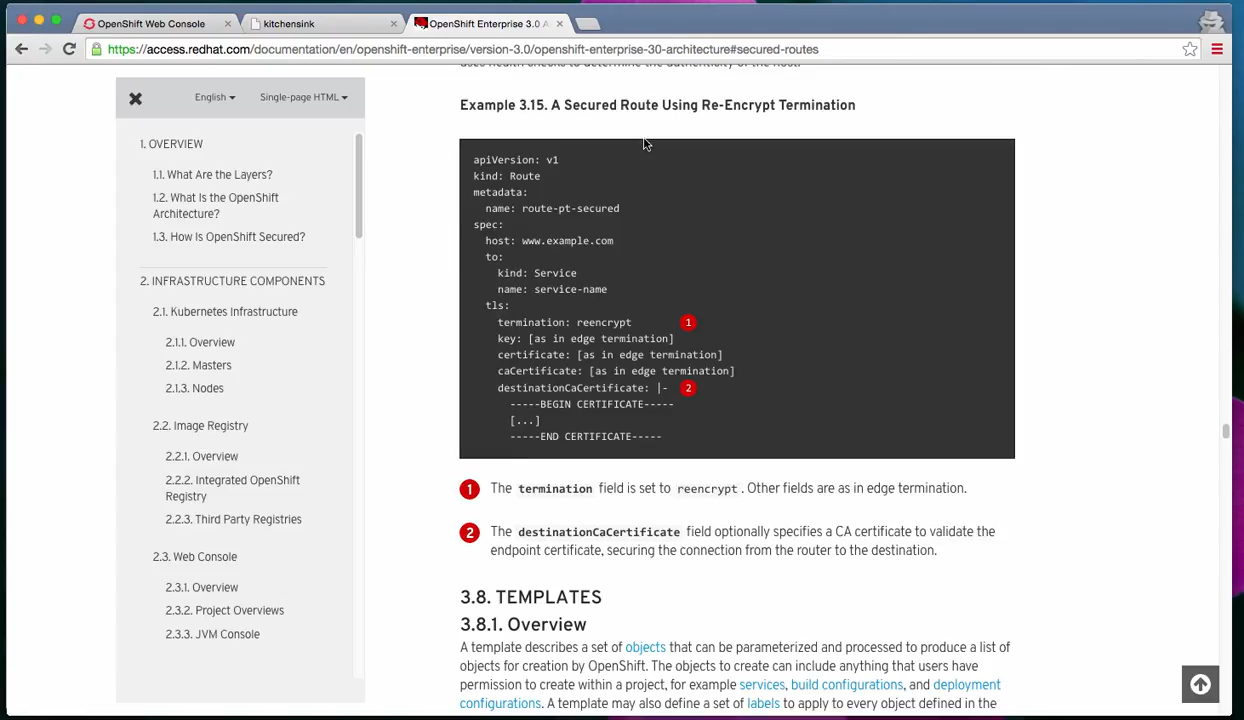 OpenShift Web Console
kitchensink
OpenShift Enterprise 3.0 A
https://access.redhat.com/documentation/en/openshift-enterprise/version-3.0/openshift-enterprise-30-architecture#secured-routes
English
Single-page HTML
1. OVERVIEW
1.1. What Are the Layers?
1.2. What Is the OpenShift
Architecture?
1.3. How Is OpenShift Secured?
2. INFRASTRUCTURE COMPONENTS
2.1. Kubernetes Infrastructure
2.1.1. Overview
2.1.2. Masters
2.1.3. Nodes
2.2. Image Registry
2.2.1. Overview
2.2.2. Integrated OpenShift
Registry
2.2.3. Third Party Registries
2.3. Web Console
2.3.1. Overview
2.3.2. Project Overviews
2.3.3. JVM Console
uses health checks to determine the authenticity of the host.
Example 3.15. A Secured Route Using Re-Encrypt Termination
apiVersion: v1
kind: Route
metadata:
name: route-pt-secured
spec:
host: www.example.com
to:
kind: Service
name: service-name
tls:
termination: reencrypt 1
key: [as in edge termination]
certificate: [as in edge termination]
caCertificate: [as in edge termination]
destinationCaCertificate: |- 2
-----BEGIN CERTIFICATE-----
[...]
-----END CERTIFICATE-----
1 The termination field is set to reencrypt. Other fields are as in edge termination.
2 The destinationCaCertificate field optionally specifies a CA certificate to validate the
endpoint certificate, securing the connection from the router to the destination.
3.8. TEMPLATES
3.8.1. Overview
A template describes a set of objects that can be parameterized and processed to produce a list of
objects for creation by OpenShift. The objects to create can include anything that users have
permission to create within a project, for example services, build configurations, and deployment
configurations. A template may also define a set of labels to apply to every object defined in the